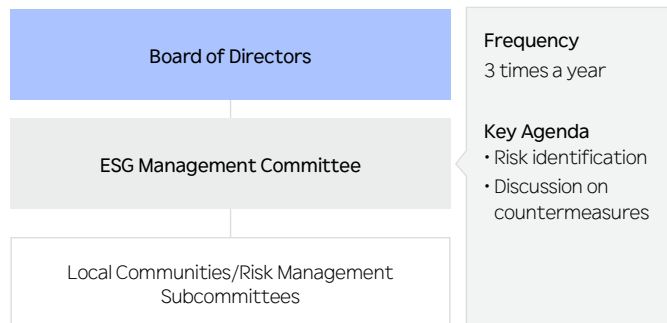 Board of Directors
ESG Management Committee
Local Communities/Risk Management
Subcommittees
Frequency
3 times a year
Key Agenda
• Risk identification
• Discussion on
countermeasures